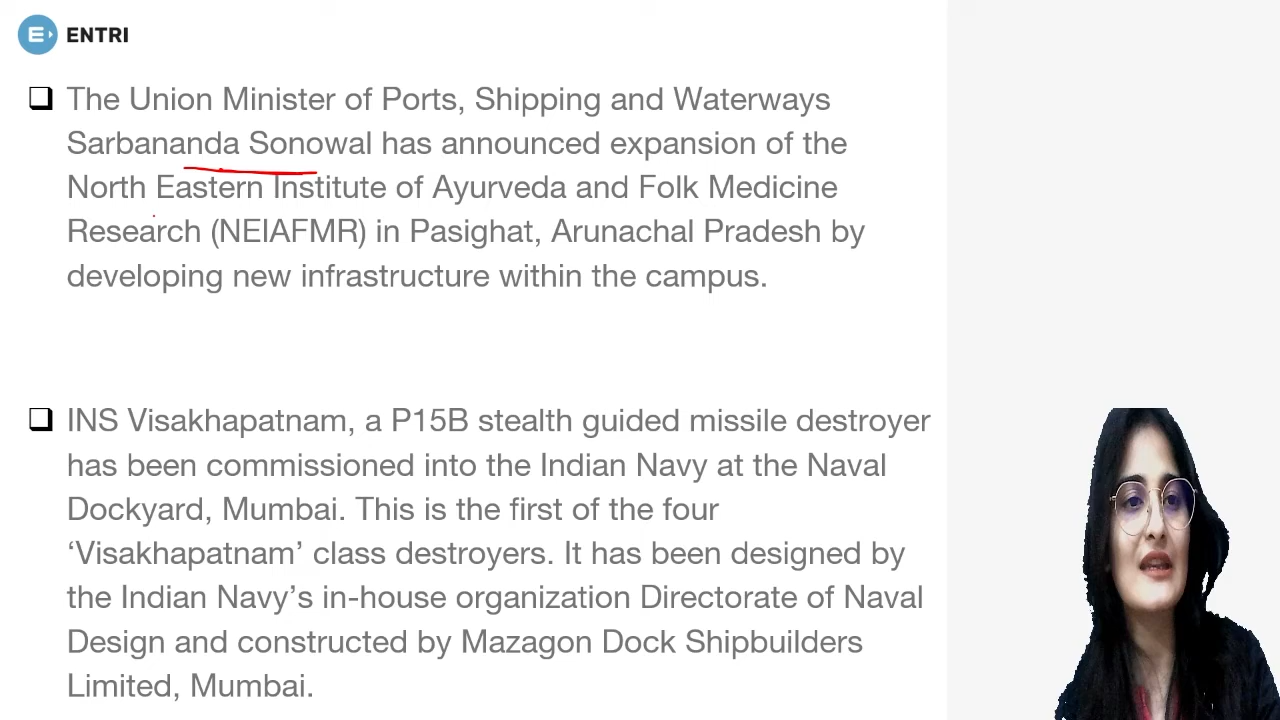 ENTRI
The Union Minister of Ports, Shipping and Waterways
Sarbananda Sonowal has announced expansion of the
North Eastern Institute of Ayurveda and Folk Medicine
Research (NEIAFMR) in Pasighat, Arunachal Pradesh by
developing new infrastructure within the campus.
INS Visakhapatnam, a P15B stealth guided missile destroyer
has been commissioned into the Indian Navy at the Naval
Dockyard, Mumbai. This is the first of the four
‘Visakhapatnam’ class destroyers. It has been designed by
the Indian Navy’s in-house organization Directorate of Naval
Design and constructed by Mazagon Dock Shipbuilders
Limited, Mumbai.